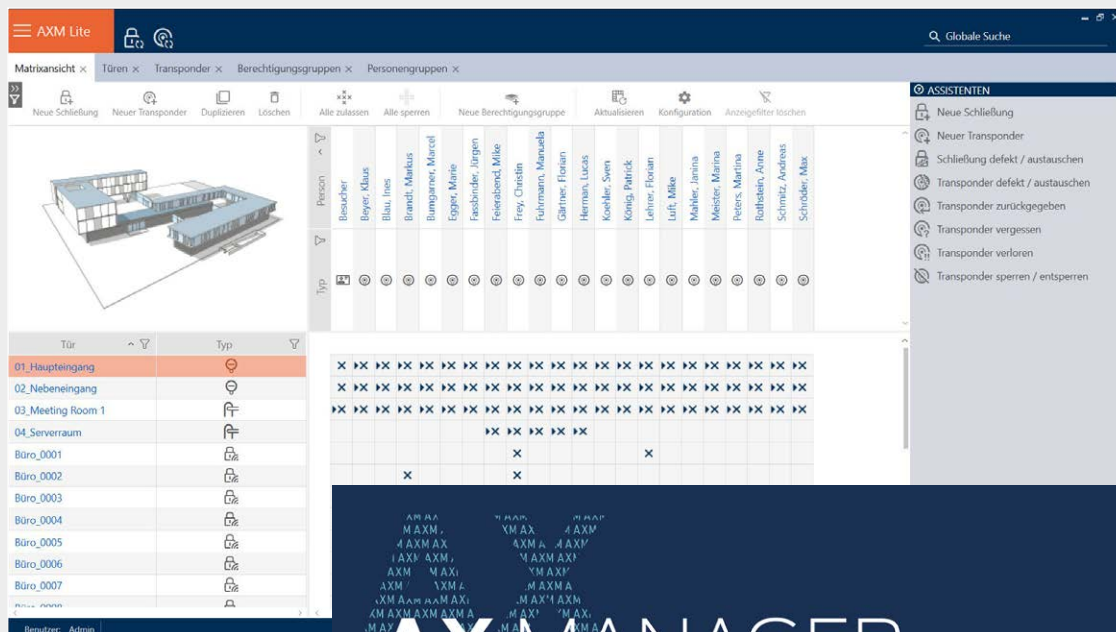 AXM Lite
Globale Suche
Matrixansicht × Türen × Transponder × Berechtigungsgruppen × Personengruppen ×
Neue Schließung Neuer Transponder Duplizieren Löschen Alle zulassen Alle sperren Neue Berechtigungsgruppe Aktualisieren Konfiguration Anzeigefilter löschen
ASSISTENTEN
Neue Schließung
Neuer Transponder
Schließung defekt / austauschen
Transponder defekt / austauschen
Transponder zurückgegeben
Transponder vergessen
Transponder verloren
Transponder sperren / entsperren
Person
Besucher
Beyer, Klaus
Blau, Ines
Brandt, Markus
Bumgarner, Marcel
Egger, Marie
Fassbinder, Jürgen
Feierabend, Mike
Frey, Christin
Fuhrmann, Manuela
Gärtner, Florian
Herrman, Lucas
Koehler, Sven
König, Patrick
Lehrer, Florian
Luft, Mike
Mahler, Janina
Meister, Marina
Peters, Martina
Rothstein, Anne
Schmitz, Andreas
Schröder, Max
Typ
Tür Typ
01_Haupteingang
02_Nebeneingang
03_Meeting Room 1
04_Serverraum
Büro_0001
Büro_0002
Büro_0003
Büro_0004
Büro_0005
Büro_0006
Büro_0007
Benutzer: Admin
AX MANAGER